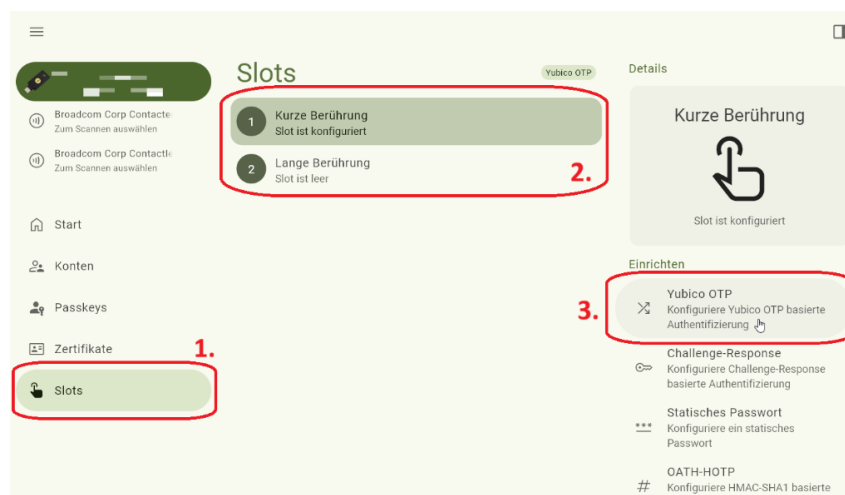 Broadcom Corp Contacte
Zum Scannen auswählen
Broadcom Corp Contactl
Zum Scannen auswählen
Start
Konten
Passkeys
Zertifikate
1.
Slots
Slots
Yubico OTP
1
Kurze Berührung
Slot ist konfiguriert
2
Lange Berührung
Slot ist leer
2.
Details
Kurze Berührung
Slot ist konfiguriert
Einrichten
3.
Yubico OTP
Konfiguriere Yubico OTP basierte
Authentifizierung
Challenge-Response
Konfiguriere Challenge-Response
basierte Authentifizierung
Statisches Passwort
Konfiguriere ein statisches
Passwort
OATH-HOTP
Konfiguriere HMAC-SHA1 basierte